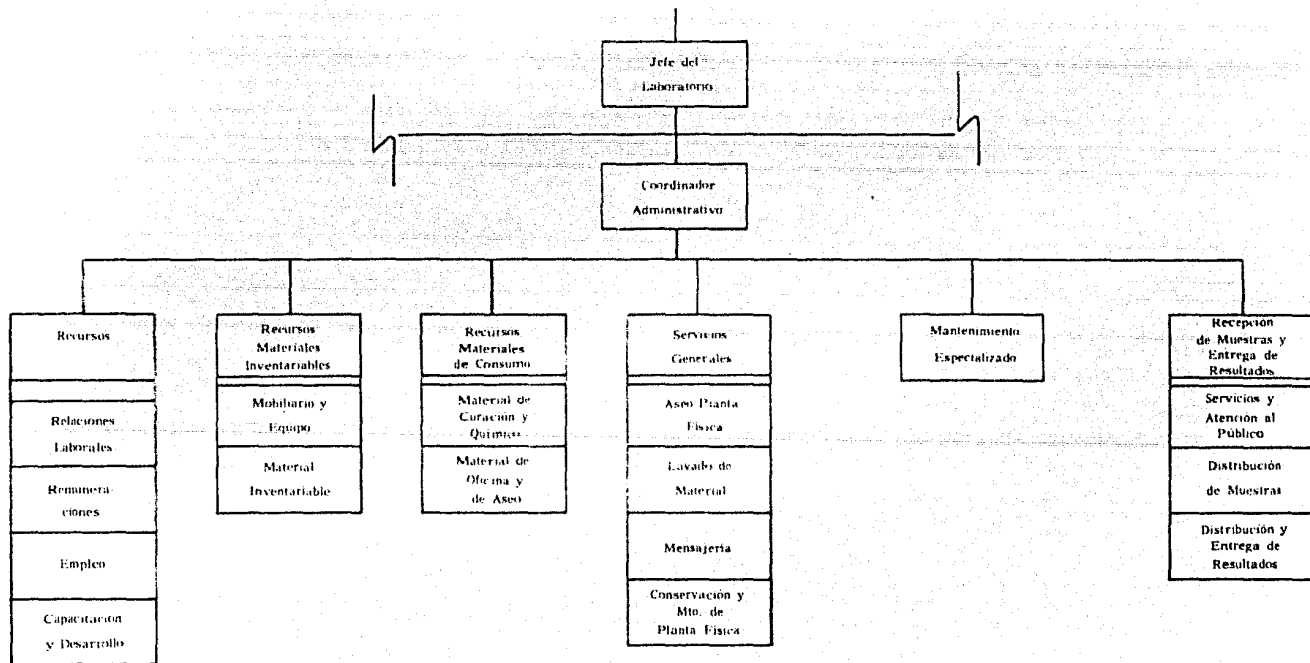 Jefe del
Laboratorio
Coordinador
Administrativo
Recursos
Relaciones
Laborales
Remunera-
ciones
Empleo
Capacitación
y Desarrollo
Recursos
Materiales
Inventariables
Mobiliario y
Equipo
Material
Inventariable
Recursos
Materiales
de Consumo
Material de
Curación y
Químico
Material de
Oficina y
de Aseo
Servicios
Generales
Aseo Planta
Física
Lavado de
Material
Mensajería
Conservación y
Mto. de
Planta Física
Mantenimiento
Especializado
Recepción
de Muestras y
Entrega de
Resultados
Servicios y
Atención al
Público
Distribución
de Muestras
Distribución y
Entrega de
Resultados